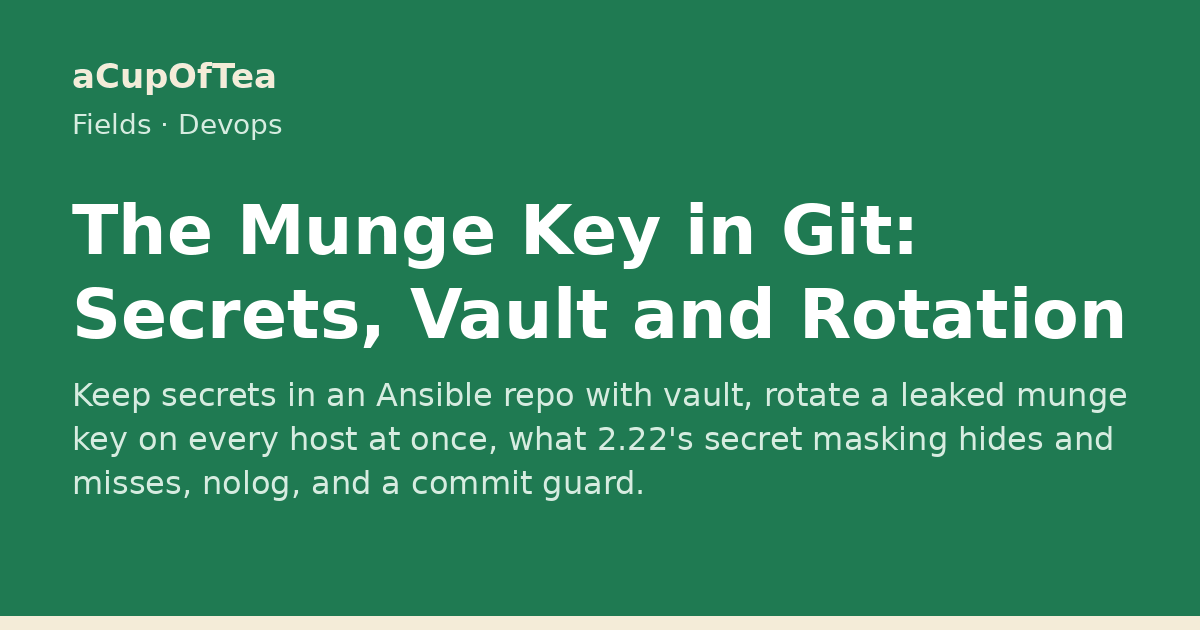 aCupOfTea
Fields · Devops
The Munge Key in Git:
Secrets, Vault and Rotation
Keep secrets in an Ansible repo with vault, rotate a leaked munge
key on every host at once, what 2.22's secret masking hides and
misses, nolog, and a commit guard.